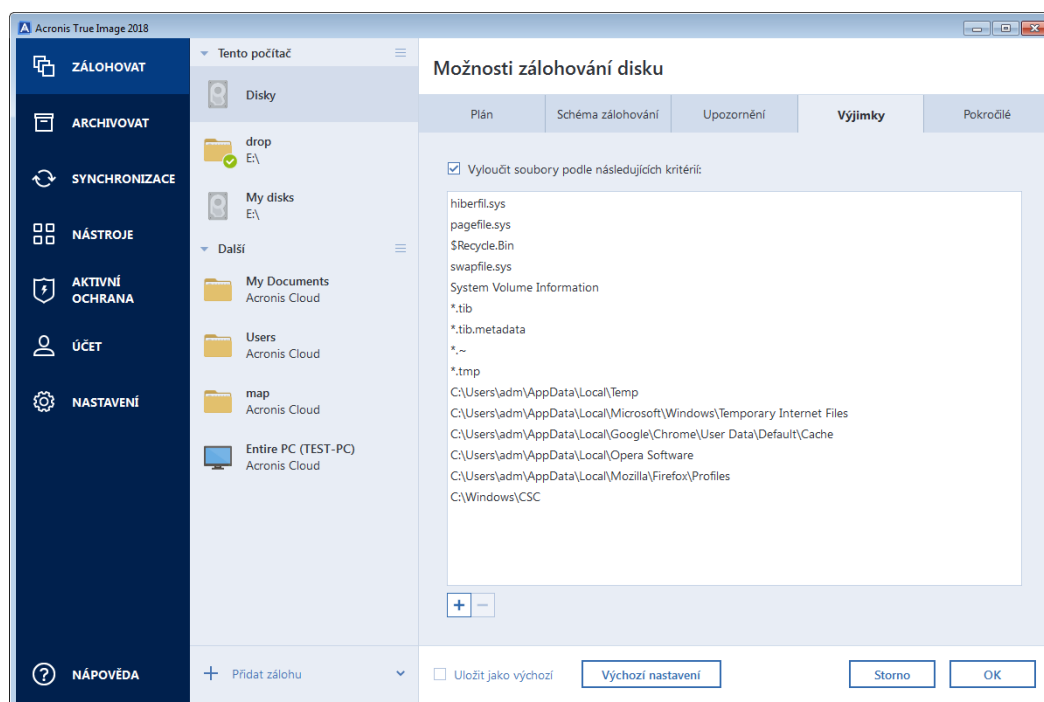 Acronis True Image 2018
ZÁLOHOVAT
ARCHIVOVAT
SYNCHRONIZACE
NÁSTROJE
AKTIVNÍ
OCHRANA
ÚČET
NASTAVENÍ
NÁPOVĚDA
Tento počítač
Disky
drop
E:\
My disks
E:\
Další
My Documents
Acronis Cloud
Users
Acronis Cloud
map
Acronis Cloud
Entire PC (TEST-PC)
Acronis Cloud
Přidat zálohu
Možnosti zálohování disku
Plán
Schéma zálohování
Upozornění
Výjimky
Pokročilé
Vyloučit soubory podle následujících kritérií:
hiberfil.sys
pagefile.sys
$Recycle.Bin
swapfile.sys
System Volume Information
*.tib
*.tib.metadata
*.~
*.tmp
C:\Users\adm\AppData\Local\Temp
C:\Users\adm\AppData\Local\Microsoft\Windows\Temporary Internet Files
C:\Users\adm\AppData\Local\Google\Chrome\User Data\Default\Cache
C:\Users\adm\AppData\Local\Opera Software
C:\Users\adm\AppData\Local\Mozilla\Firefox\Profiles
C:\Windows\CSC
Uložit jako výchozí
Výchozí nastavení
Storno
OK